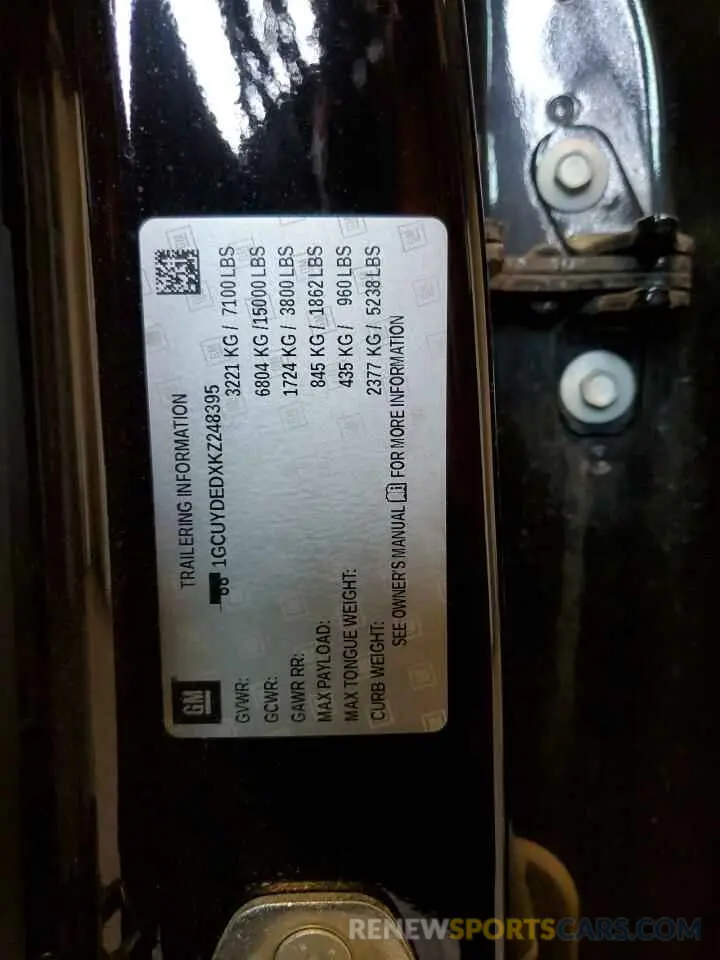 GM
TRAILERING INFORMATION
1GCUYDEDXKZ248395
GVWR: 3221 KG / 7100 LBS
GCWR: 6804 KG /15000 LBS
GAWR RR: 1724 KG / 3800 LBS
MAX PAYLOAD: 845 KG / 1862 LBS
MAX TONGUE WEIGHT: 435 KG / 960 LBS
CURB WEIGHT: 2377 KG / 5238 LBS
SEE OWNER'S MANUAL FOR MORE INFORMATION
RENEWSPORTSCARS.COM